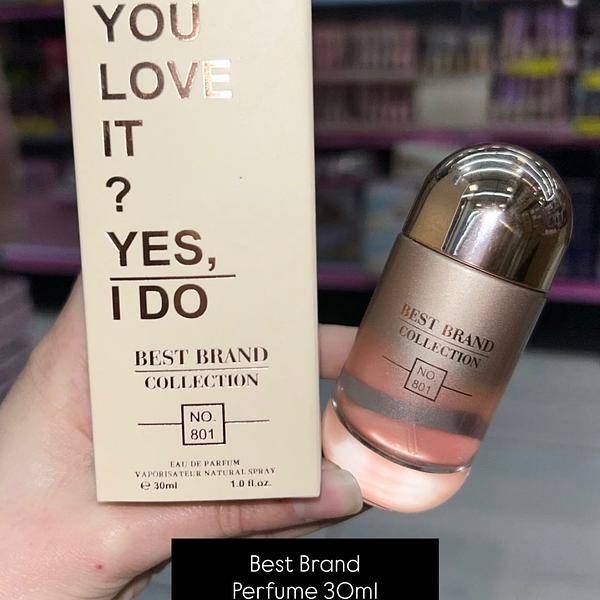 YOU
LOVE
IT
?
YES,
I DO
BEST BRAND
COLLECTION
NO.
801
EAU DE PARFUM
VAPORISATEUR NATURAL SPRAY
℮ 30ml 1.0 fl.oz.
BEST BRAND
COLLECTION
NO.
801
Best Brand
Perfume 30ml